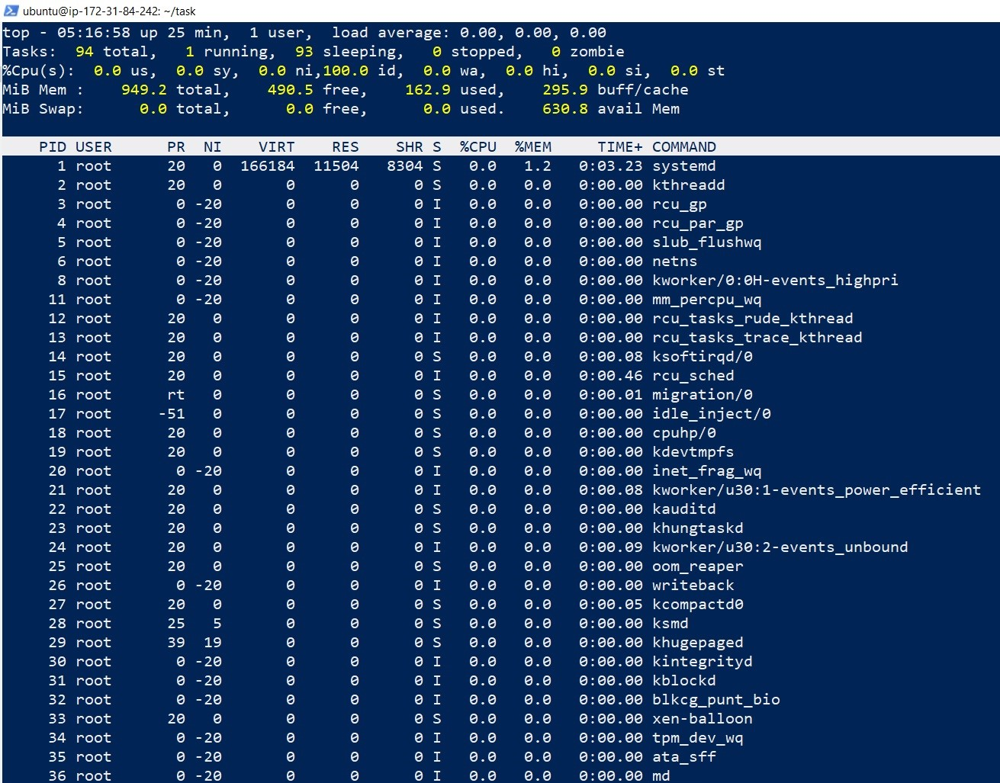 ubuntu@ip-172-31-84-242: ~/task
top - 05:16:58 up 25 min,  1 user,  load average: 0.00, 0.00, 0.00
Tasks:  94 total,   1 running,  93 sleeping,   0 stopped,   0 zombie
%Cpu(s):  0.0 us,  0.0 sy,  0.0 ni,100.0 id,  0.0 wa,  0.0 hi,  0.0 si,  0.0 st
MiB Mem :    949.2 total,    490.5 free,    162.9 used,    295.9 buff/cache
MiB Swap:      0.0 total,      0.0 free,      0.0 used.    630.8 avail Mem
PID USER      PR  NI    VIRT    RES    SHR S  %CPU  %MEM     TIME+ COMMAND
1 root      20   0  166184  11504   8304 S   0.0   1.2   0:03.23 systemd
2 root      20   0       0      0      0 S   0.0   0.0   0:00.00 kthreadd
3 root       0 -20       0      0      0 I   0.0   0.0   0:00.00 rcu_gp
4 root       0 -20       0      0      0 I   0.0   0.0   0:00.00 rcu_par_gp
5 root       0 -20       0      0      0 I   0.0   0.0   0:00.00 slub_flushwq
6 root       0 -20       0      0      0 I   0.0   0.0   0:00.00 netns
8 root       0 -20       0      0      0 I   0.0   0.0   0:00.00 kworker/0:0H-events_highpri
11 root       0 -20       0      0      0 I   0.0   0.0   0:00.00 mm_percpu_wq
12 root      20   0       0      0      0 I   0.0   0.0   0:00.00 rcu_tasks_rude_kthread
13 root      20   0       0      0      0 I   0.0   0.0   0:00.00 rcu_tasks_trace_kthread
14 root      20   0       0      0      0 S   0.0   0.0   0:00.08 ksoftirqd/0
15 root      20   0       0      0      0 I   0.0   0.0   0:00.46 rcu_sched
16 root      rt   0       0      0      0 S   0.0   0.0   0:00.01 migration/0
17 root     -51   0       0      0      0 S   0.0   0.0   0:00.00 idle_inject/0
18 root      20   0       0      0      0 S   0.0   0.0   0:00.00 cpuhp/0
19 root      20   0       0      0      0 S   0.0   0.0   0:00.00 kdevtmpfs
20 root       0 -20       0      0      0 I   0.0   0.0   0:00.00 inet_frag_wq
21 root      20   0       0      0      0 I   0.0   0.0   0:00.08 kworker/u30:1-events_power_efficient
22 root      20   0       0      0      0 S   0.0   0.0   0:00.00 kauditd
23 root      20   0       0      0      0 S   0.0   0.0   0:00.00 khungtaskd
24 root      20   0       0      0      0 I   0.0   0.0   0:00.09 kworker/u30:2-events_unbound
25 root      20   0       0      0      0 S   0.0   0.0   0:00.00 oom_reaper
26 root       0 -20       0      0      0 I   0.0   0.0   0:00.00 writeback
27 root      20   0       0      0      0 S   0.0   0.0   0:00.05 kcompactd0
28 root      25   5       0      0      0 S   0.0   0.0   0:00.00 ksmd
29 root      39  19       0      0      0 S   0.0   0.0   0:00.00 khugepaged
30 root       0 -20       0      0      0 I   0.0   0.0   0:00.00 kintegrityd
31 root       0 -20       0      0      0 I   0.0   0.0   0:00.00 kblockd
32 root       0 -20       0      0      0 I   0.0   0.0   0:00.00 blkcg_punt_bio
33 root      20   0       0      0      0 S   0.0   0.0   0:00.00 xen-balloon
34 root       0 -20       0      0      0 I   0.0   0.0   0:00.00 tpm_dev_wq
35 root       0 -20       0      0      0 I   0.0   0.0   0:00.00 ata_sff
36 root       0 -20       0      0      0 I   0.0   0.0   0:00.00 md